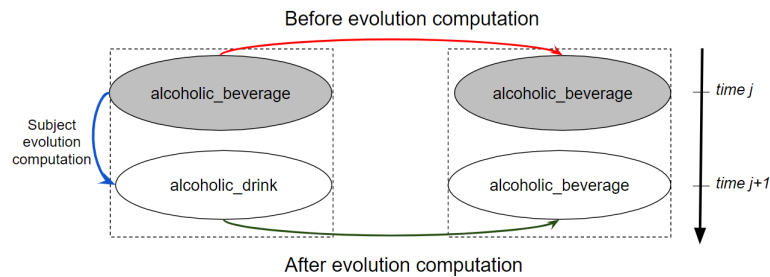 Before evolution computation
alcoholic_beverage
alcoholic_beverage
time j
Subject
evolution
computation
alcoholic_drink
alcoholic_beverage
time j+1
After evolution computation